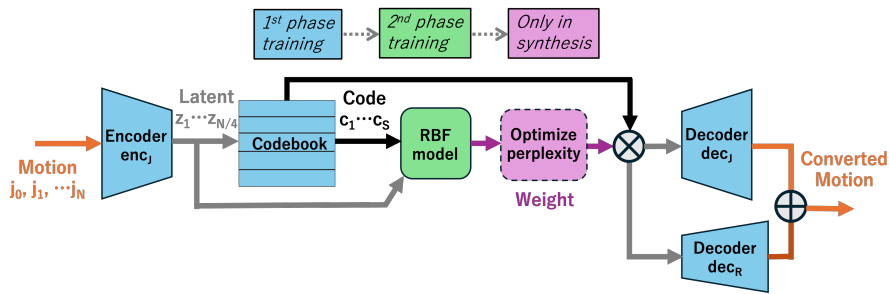 1st phase
training
2nd phase
training
Only in
synthesis
Motion
j0, j1, ···jN
Encoder
encJ
Latent
z1···zN/4
Codebook
Code
c1···cS
RBF
model
Optimize
perplexity
Weight
Decoder
decJ
Decoder
decR
Converted
Motion